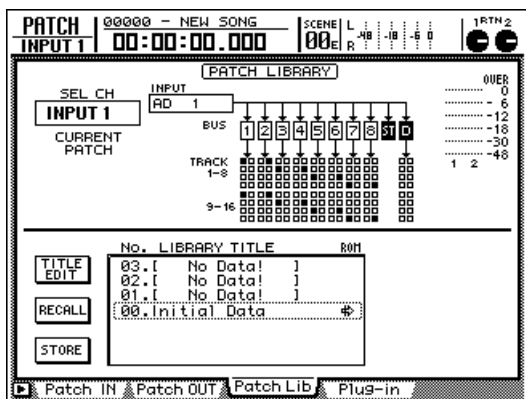 PATCH
INPUT 1
00000 - NEW SONG
00:00:00.000
SCENE
00E
L
R
-48 -18 -6 0
1 RTN 2
C C
PATCH LIBRARY
SEL CH
INPUT 1
CURRENT
PATCH
INPUT
AD 1
BUS
1 2 3 4 5 6 7 8 ST D
TRACK
1-8
9-16
OVER
0
- 6
-12
-18
-30
-48
1 2
No. LIBRARY TITLE ROM
TITLE
EDIT
RECALL
STORE
03.[ No Data! ]
02.[ No Data! ]
01.[ No Data! ]
00.Initial Data
Patch IN
Patch OUT
Patch Lib
Plug-in